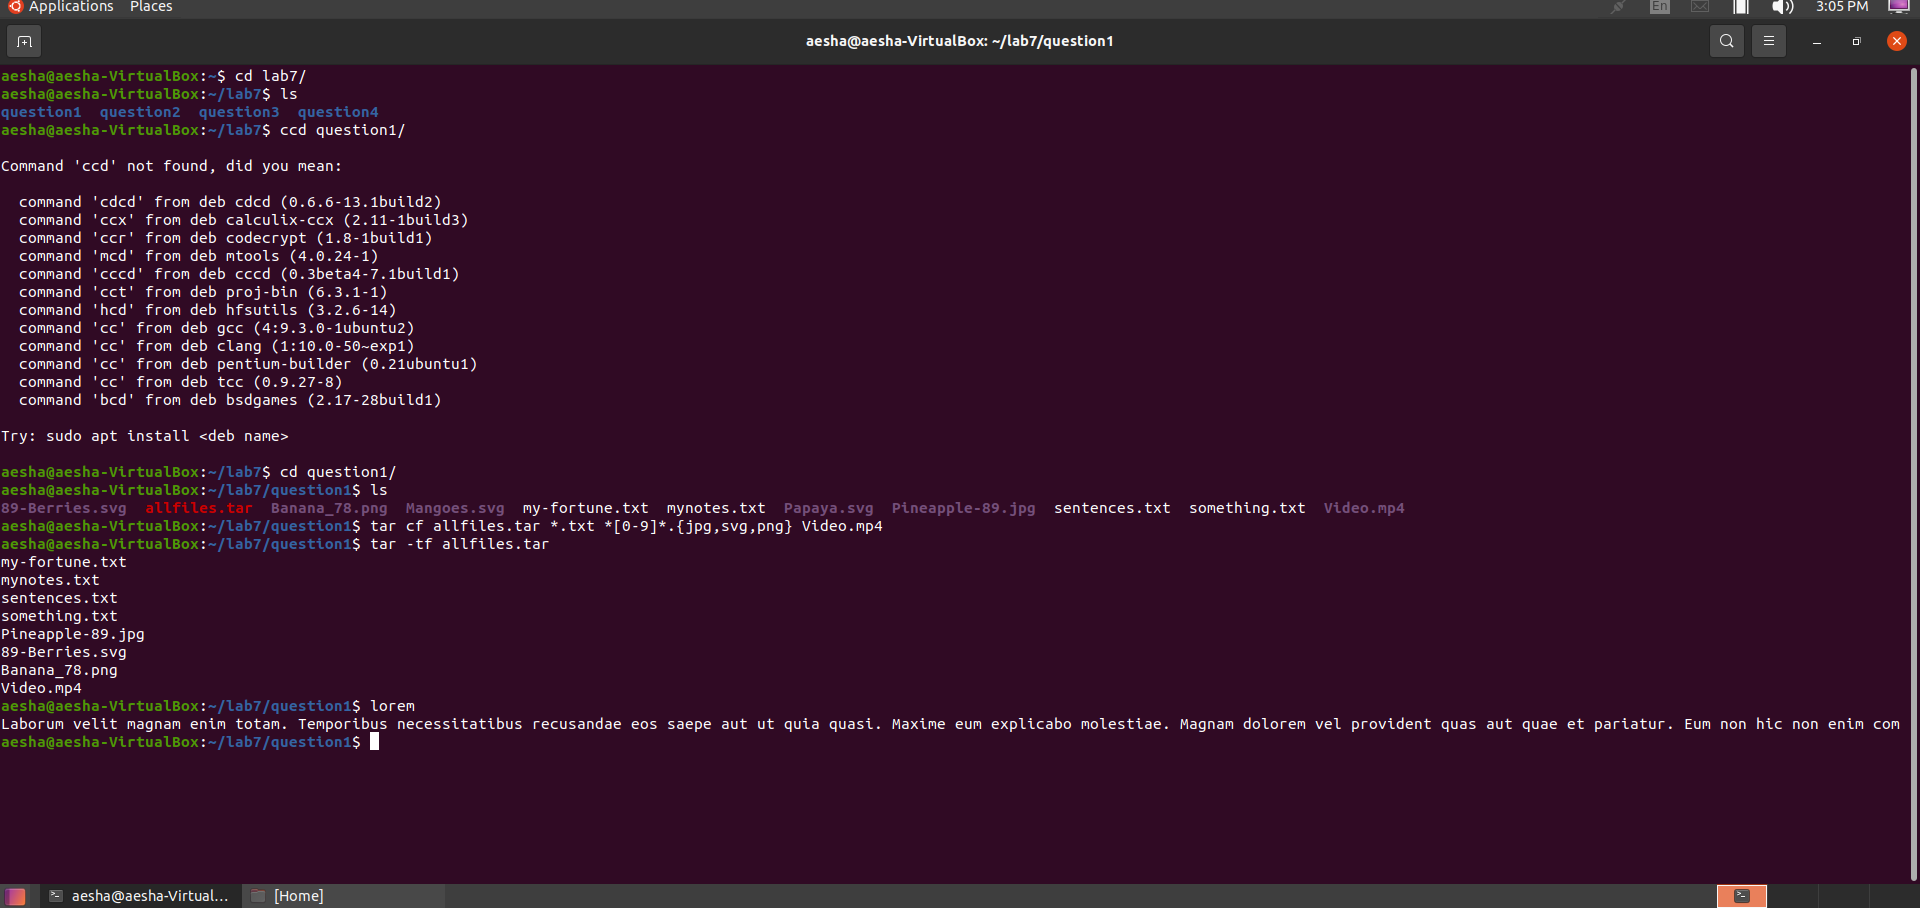 Applications Places En 3:05 PM
aesha@aesha-VirtualBox: ~/lab7/question1
aesha@aesha-VirtualBox:~$ cd lab7/
aesha@aesha-VirtualBox:~/lab7$ ls
question1  question2  question3  question4
aesha@aesha-VirtualBox:~/lab7$ ccd question1/
Command 'ccd' not found, did you mean:
  command 'cdcd' from deb cdcd (0.6.6-13.1build2)
  command 'ccx' from deb calculix-ccx (2.11-1build3)
  command 'ccr' from deb codecrypt (1.8-1build1)
  command 'mcd' from deb mtools (4.0.24-1)
  command 'cccd' from deb cccd (0.3beta4-7.1build1)
  command 'cct' from deb proj-bin (6.3.1-1)
  command 'hcd' from deb hfsutils (3.2.6-14)
  command 'cc' from deb gcc (4:9.3.0-1ubuntu2)
  command 'cc' from deb clang (1:10.0-50~exp1)
  command 'cc' from deb pentium-builder (0.21ubuntu1)
  command 'cc' from deb tcc (0.9.27-8)
  command 'bcd' from deb bsdgames (2.17-28build1)
Try: sudo apt install <deb name>
aesha@aesha-VirtualBox:~/lab7$ cd question1/
aesha@aesha-VirtualBox:~/lab7/question1$ ls
89-Berries.svg  allfiles.tar  Banana_78.png  Mangoes.svg  my-fortune.txt  mynotes.txt  Papaya.svg  Pineapple-89.jpg  sentences.txt  something.txt  Video.mp4
aesha@aesha-VirtualBox:~/lab7/question1$ tar cf allfiles.tar *.txt *[0-9]*.{jpg,svg,png} Video.mp4
aesha@aesha-VirtualBox:~/lab7/question1$ tar -tf allfiles.tar
my-fortune.txt
mynotes.txt
sentences.txt
something.txt
Pineapple-89.jpg
89-Berries.svg
Banana_78.png
Video.mp4
aesha@aesha-VirtualBox:~/lab7/question1$ lorem
Laborum velit magnam enim totam. Temporibus necessitatibus recusandae eos saepe aut ut quia quasi. Maxime eum explicabo molestiae. Magnam dolorem vel provident quas aut quae et pariatur. Eum non hic non enim com
aesha@aesha-VirtualBox:~/lab7/question1$
aesha@aesha-Virtual... [Home]